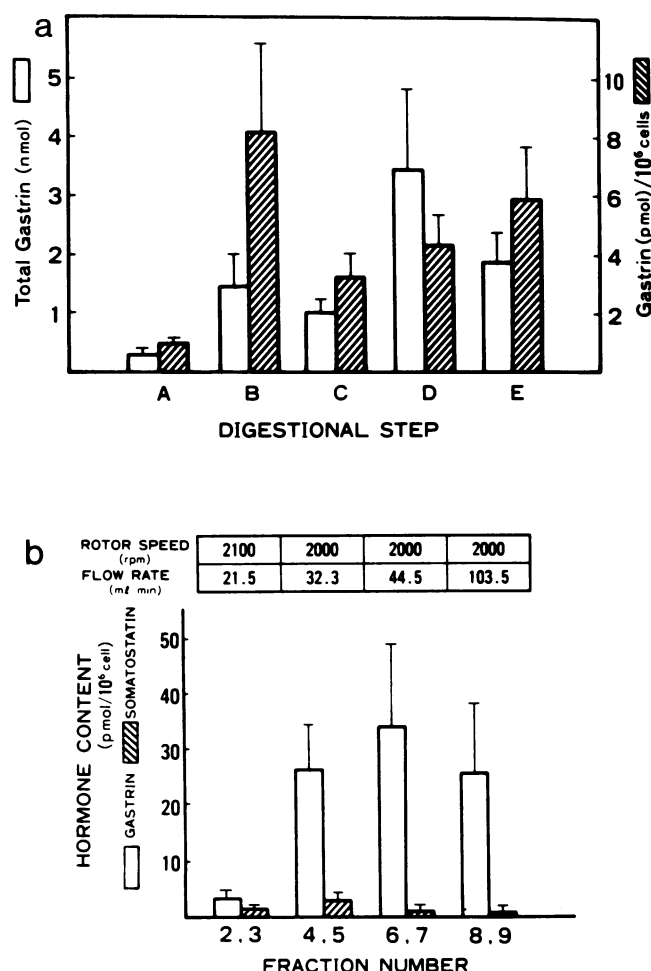 a
Total Gastrin (nmol)
5
4
3
2
1
10
8
6
4
2
Gastrin (pmol)/10⁶ cells
A B C D E
DIGESTIONAL STEP
b
ROTOR SPEED (rpm) 2100 2000 2000 2000
FLOW RATE (mℓ min) 21.5 32.3 44.5 103.5
HORMONE CONTENT
(pmol/10⁶ cell)
GASTRIN SOMATOSTATIN
50
40
30
20
10
2.3 4.5 6.7 8.9
FRACTION NUMBER